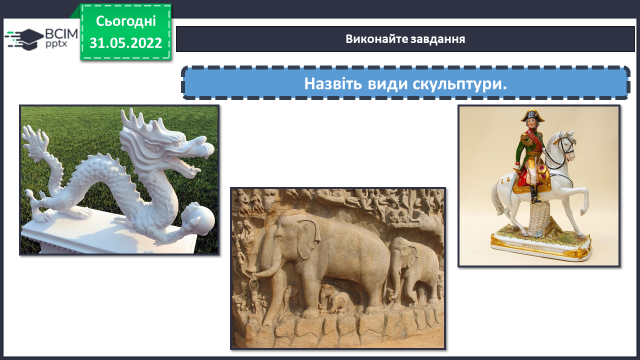 ВСІМ
pptx
Сьогодні
31.05.2022
Виконайте завдання
Назвіть види скульптури.